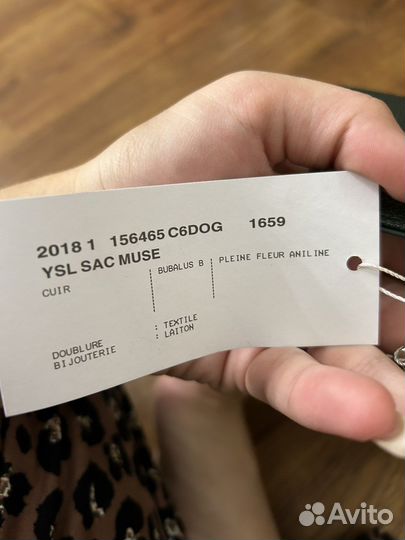 2018 1 156465 C6DOG 1659
YSL SAC MUSE
CUIR BUBALUS B PLEINE FLEUR ANILINE
DOUBLURE : TEXTILE
BIJOUTERIE : LAITON
Avito